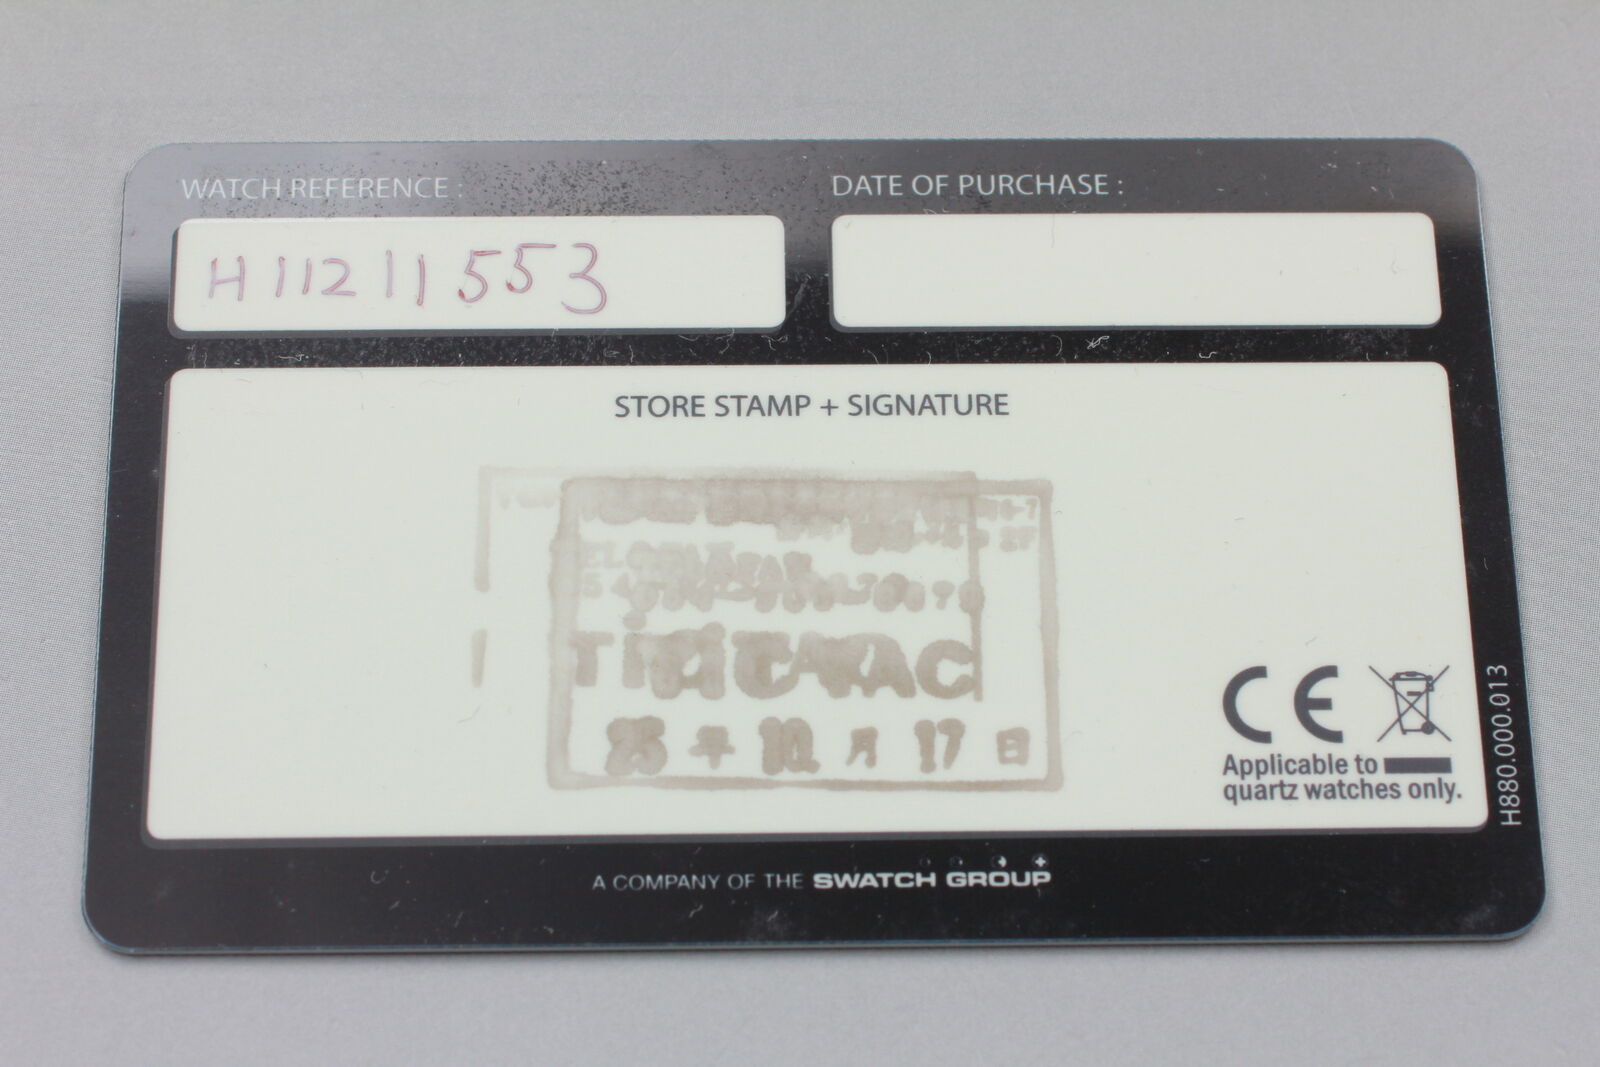 WATCH REFERENCE :
H11211553
DATE OF PURCHASE :
STORE STAMP + SIGNATURE
年 10 月 17 日
Applicable to
quartz watches only.
H880.000.013
A COMPANY OF THE SWATCH GROUP